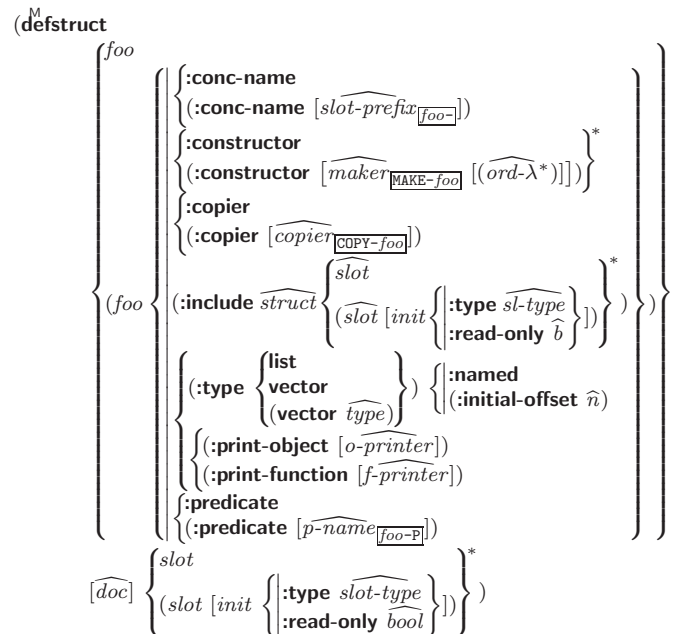 (defstruct M
foo
:conc-name
(:conc-name [slot-prefix foo-])
:constructor
(:constructor [maker MAKE-foo [(ord-λ*)]])*
:copier
(:copier [copier COPY-foo])
(foo (:include struct slot (slot [init :type sl-type :read-only b])* ) )
(:type list vector (vector type)) :named (:initial-offset n)
(:print-object [o-printer])
(:print-function [f-printer])
:predicate
(:predicate [p-name foo-P])
[doc] slot (slot [init :type slot-type :read-only bool])* )